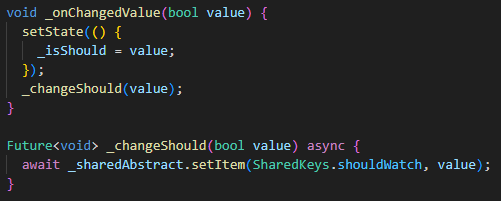 void _onChangedValue(bool value) {
  setState(() {
    _isShould = value;
  });
  _changeShould(value);
}

Future<void> _changeShould(bool value) async {
  await _sharedAbstract.setItem(SharedKeys.shouldWatch, value);
}